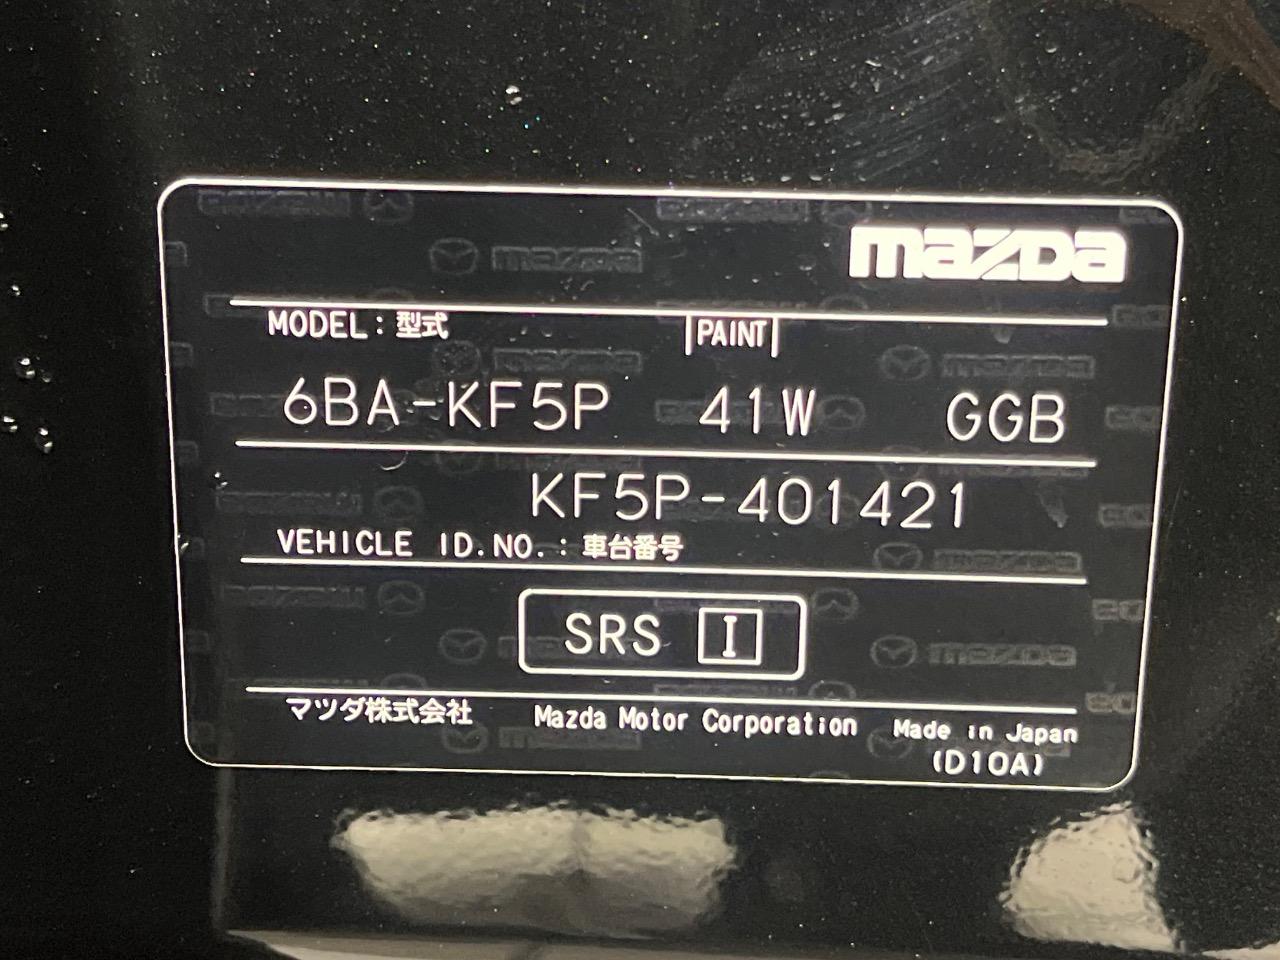 mazda
MODEL : 型式 PAINT
6BA-KF5P 41W GGB
KF5P-401421
VEHICLE ID.NO. : 車台番号
SRS I
マツダ株式会社 Mazda Motor Corporation Made in Japan
(D10A)